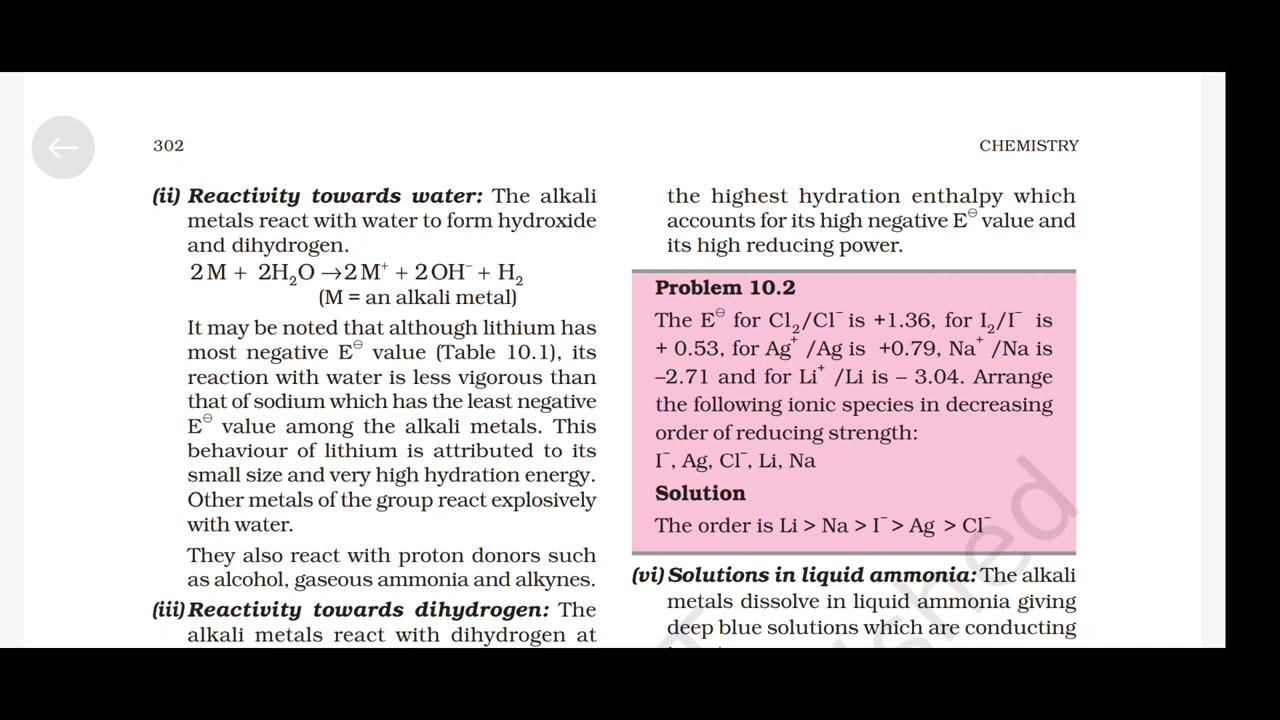 302
CHEMISTRY
(ii) Reactivity towards water: The alkali
metals react with water to form hydroxide
and dihydrogen.
2 M + 2H₂O → 2 M⁺ + 2 OH⁻ + H₂
(M = an alkali metal)
It may be noted that although lithium has
most negative E⊖ value (Table 10.1), its
reaction with water is less vigorous than
that of sodium which has the least negative
E⊖ value among the alkali metals. This
behaviour of lithium is attributed to its
small size and very high hydration energy.
Other metals of the group react explosively
with water.
They also react with proton donors such
as alcohol, gaseous ammonia and alkynes.
(iii) Reactivity towards dihydrogen: The
alkali metals react with dihydrogen at
the highest hydration enthalpy which
accounts for its high negative E⊖ value and
its high reducing power.
Problem 10.2
The E⊖ for Cl₂/Cl⁻ is +1.36, for I₂/I⁻ is
+ 0.53, for Ag⁺ /Ag is +0.79, Na⁺ /Na is
–2.71 and for Li⁺ /Li is – 3.04. Arrange
the following ionic species in decreasing
order of reducing strength:
I⁻, Ag, Cl⁻, Li, Na
Solution
The order is Li > Na > I⁻ > Ag > Cl⁻
(vi) Solutions in liquid ammonia: The alkali
metals dissolve in liquid ammonia giving
deep blue solutions which are conducting